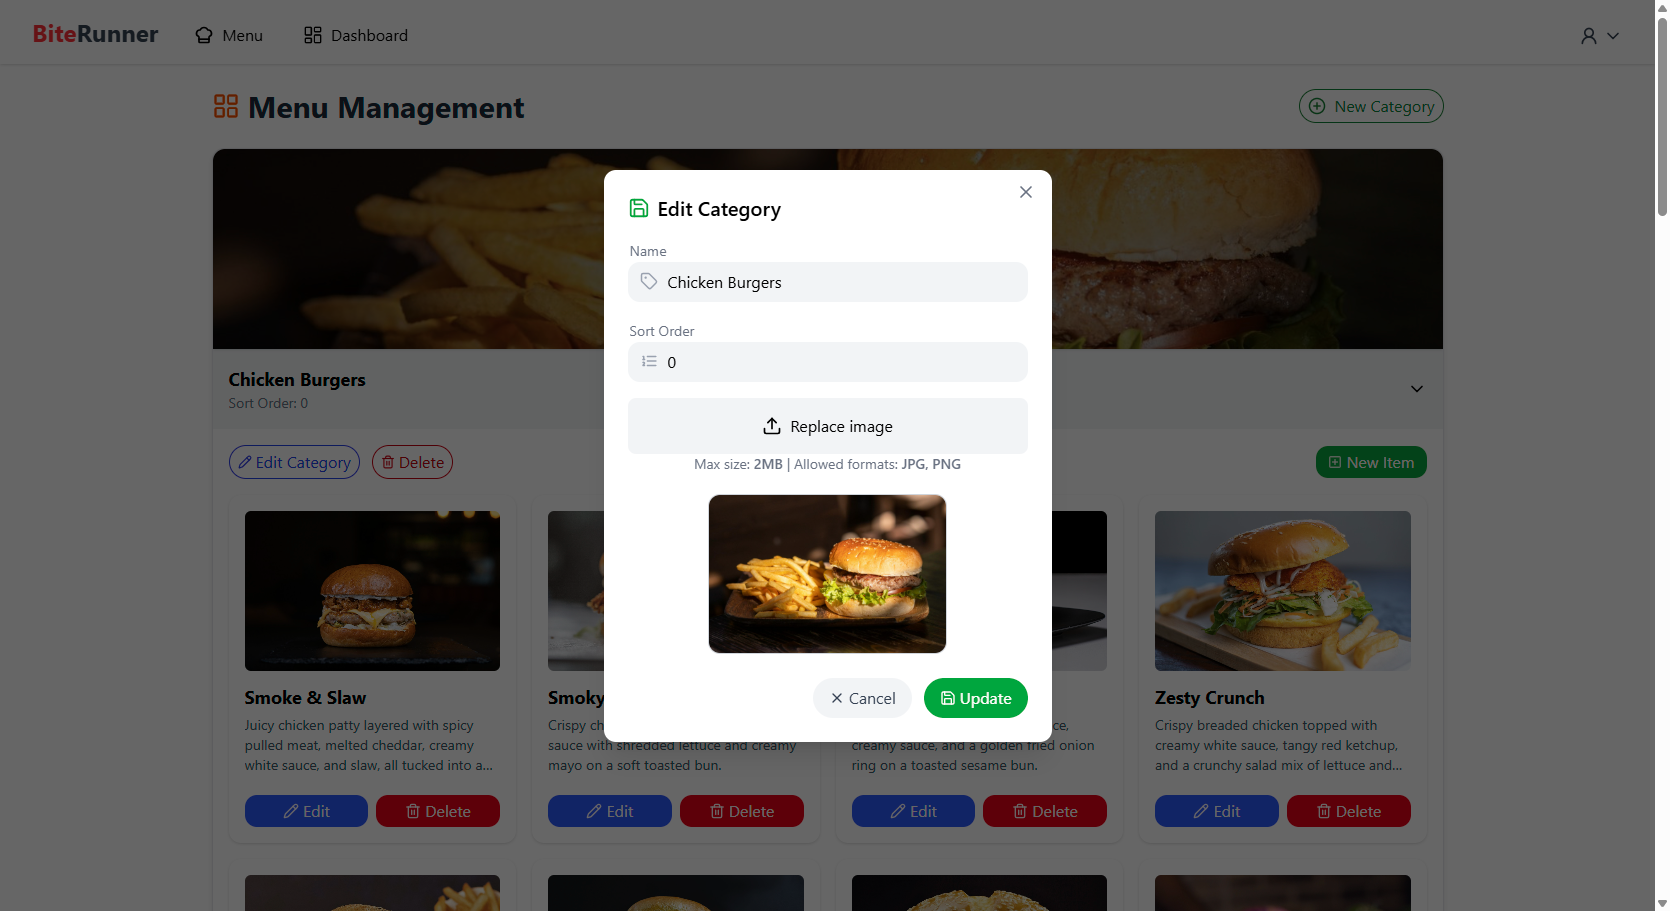 BiteRunner
Menu
Dashboard
Menu Management
New Category
Edit Category
Name
Chicken Burgers
Sort Order
0
Replace image
Max size: 2MB | Allowed formats: JPG, PNG
Cancel
Update
Chicken Burgers
Sort Order: 0
Edit Category
Delete
New Item
Smoke & Slaw
Juicy chicken patty layered with spicy
pulled meat, melted cheddar, creamy
white sauce, and slaw, all tucked into a...
Edit
Delete
Smoky
Crispy ch
sauce with shredded lettuce and creamy
mayo on a soft toasted bun.
Edit
Delete
ce,
creamy sauce, and a golden fried onion
ring on a toasted sesame bun.
Edit
Delete
Zesty Crunch
Crispy breaded chicken topped with
creamy white sauce, tangy red ketchup,
and a crunchy salad mix of lettuce and...
Edit
Delete